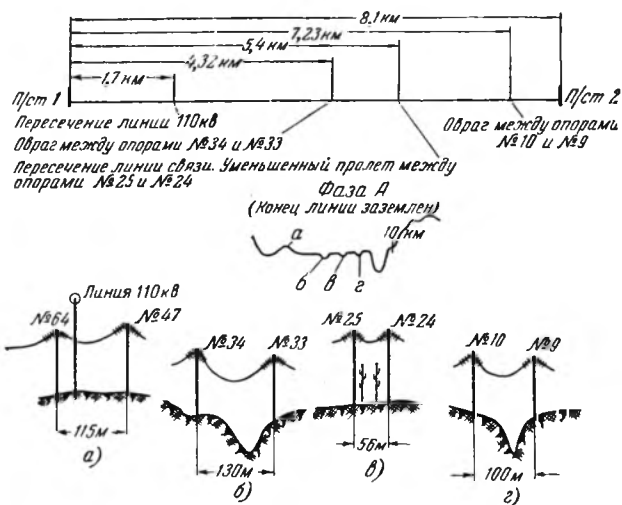 8.1 км
7,23 км
5,4 км
4,32 км
1.7 км
П/ст 1
П/ст 2
Пересечение линии 110кв
Овраг между опорами №34 и №33
Пересечение линии связи. Уменьшенный пролет между
опорами №25 и №24
Овраг между опорами
№10 и №9
Фаза А
(Конец линии заземлен)
10 км
а
б
в
г
Линия 110кв
№64
№47
№34
№33
№25
№24
№10
№9
115м
130м
56м
100м
а)
б)
в)
г)